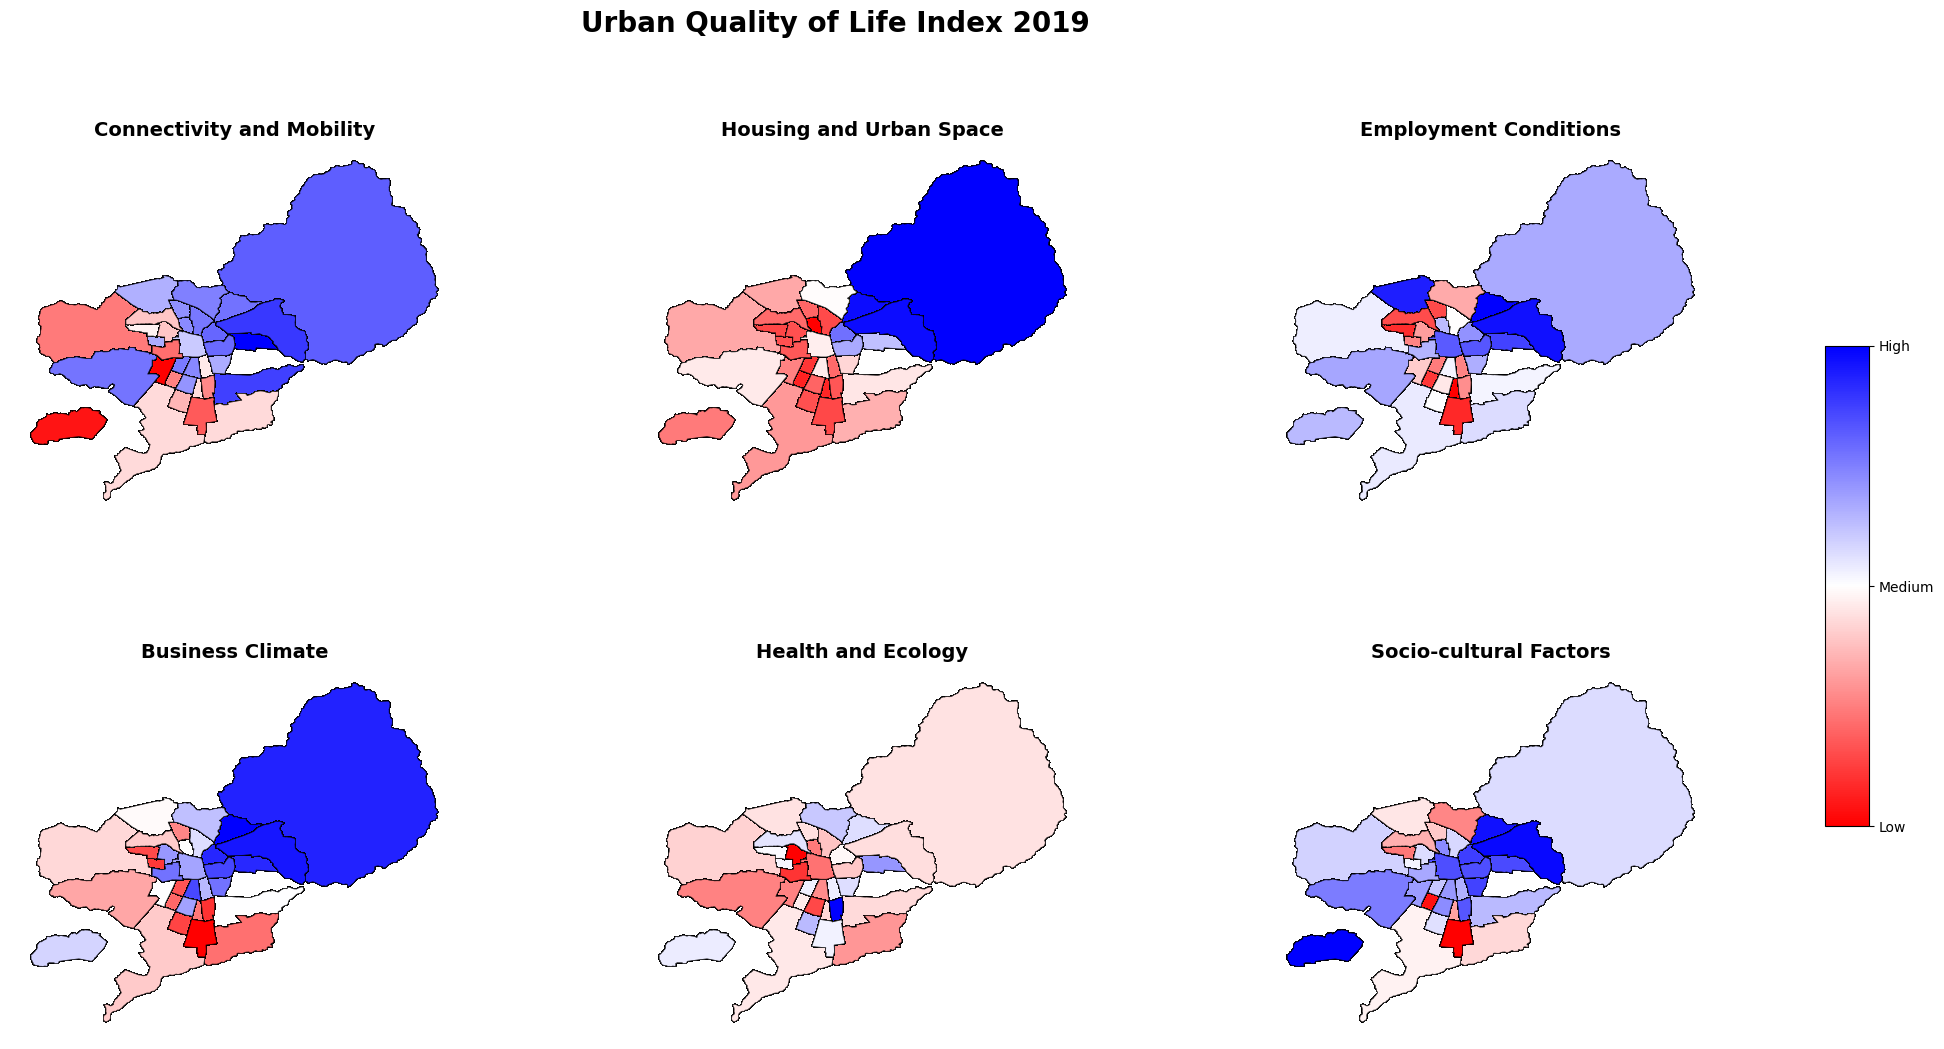 Urban Quality of Life Index 2019
Connectivity and Mobility
Housing and Urban Space
Employment Conditions
High
Medium
Low
Business Climate
Health and Ecology
Socio-cultural Factors